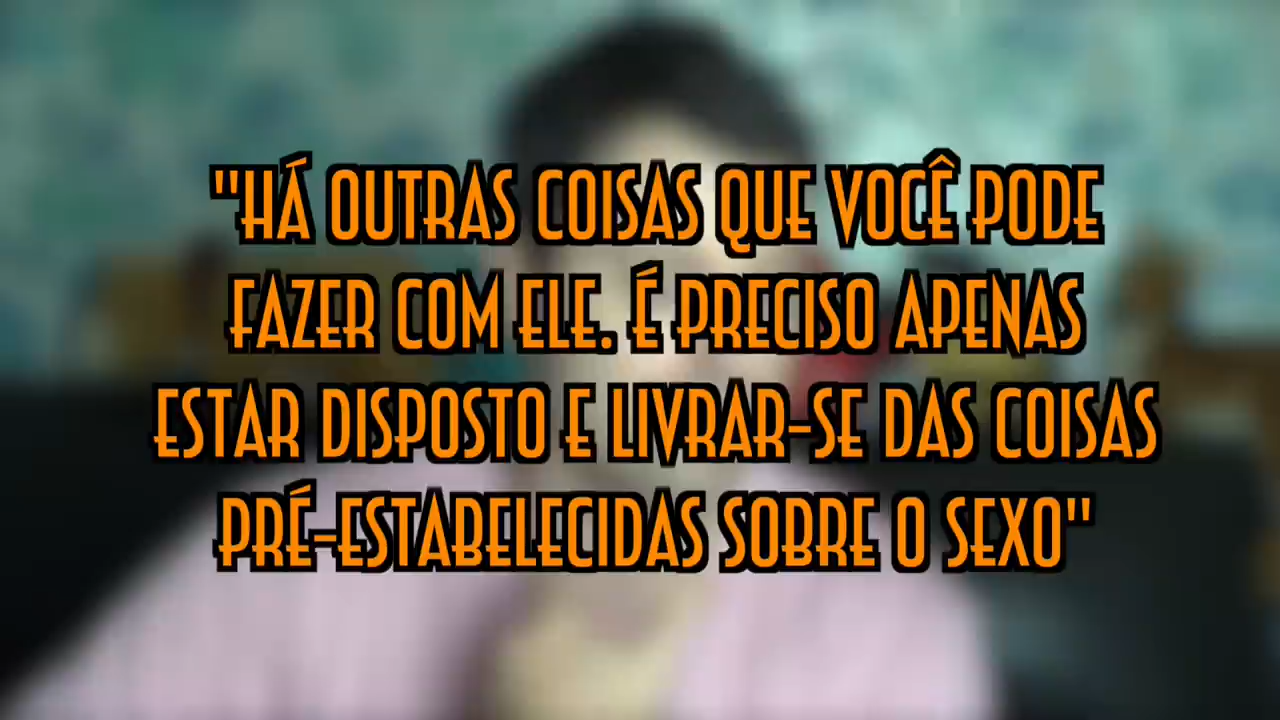 "HÁ OUTRAS COISAS QUE VOCÊ PODE
FAZER COM ELE. É PRECISO APENAS
ESTAR DISPOSTO E LIVRAR-SE DAS COISAS
PRÉ-ESTABELECIDAS SOBRE O SEXO"